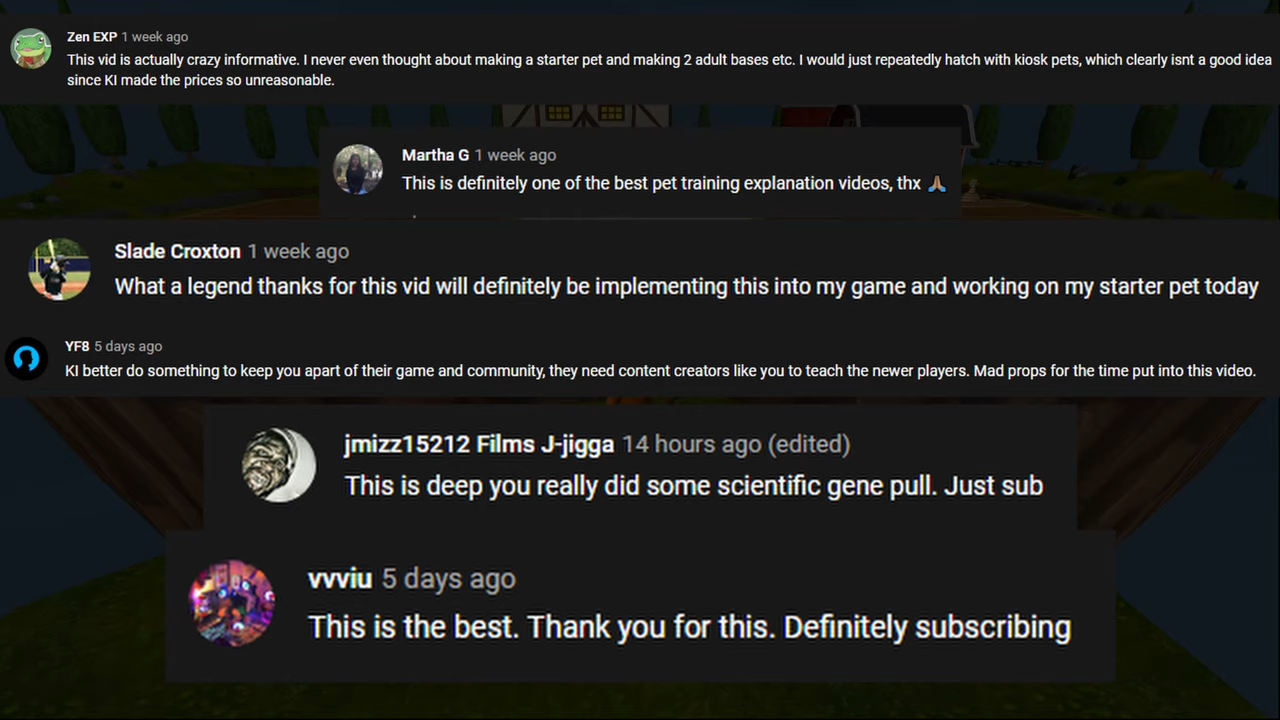 Zen EXP 1 week ago
This vid is actually crazy informative. I never even thought about making a starter pet and making 2 adult bases etc. I would just repeatedly hatch with kiosk pets, which clearly isnt a good idea
since KI made the prices so unreasonable.
Martha G 1 week ago
This is definitely one of the best pet training explanation videos, thx 🙏🏽
Slade Croxton 1 week ago
What a legend thanks for this vid will definitely be implementing this into my game and working on my starter pet today
YF8 5 days ago
KI better do something to keep you apart of their game and community, they need content creators like you to teach the newer players. Mad props for the time put into this video.
jmizz15212 Films J-jigga 14 hours ago (edited)
This is deep you really did some scientific gene pull. Just sub
vvviu 5 days ago
This is the best. Thank you for this. Definitely subscribing